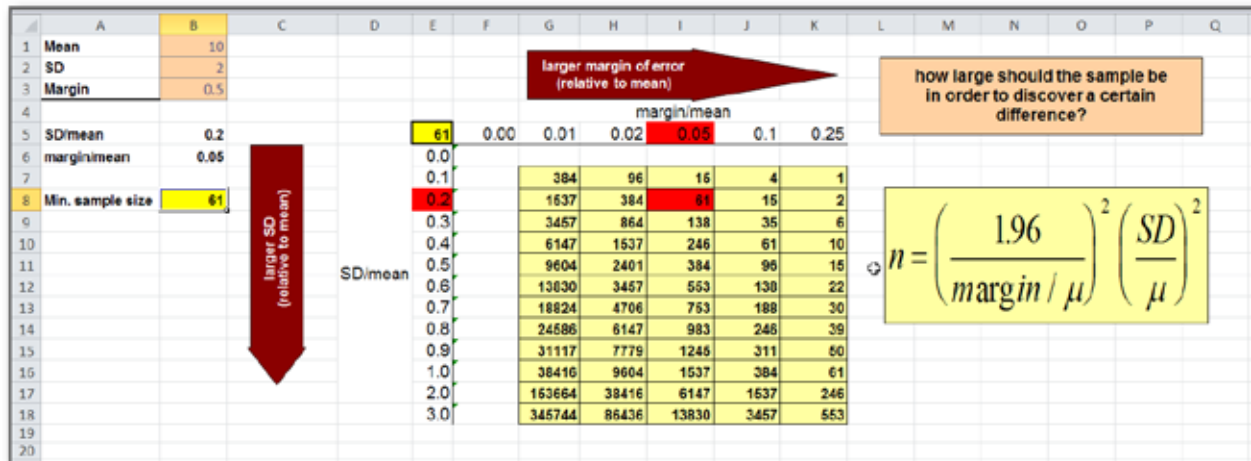 A B C D E F G H I J K L M N O P Q
1 Mean 10
2 SD 2
3 Margin 0.5
larger margin of error
(relative to mean)
how large should the sample be
in order to discover a certain
difference?
4 margin/mean
5 SD/mean 0.2 61 0.00 0.01 0.02 0.05 0.1 0.25
6 margin/mean 0.05 0.0
7 0.1 384 96 15 4 1
8 Min. sample size 61 0.2 1537 384 61 15 2
9 0.3 3457 864 138 35 6
10 0.4 6147 1537 246 61 10
11 SD/mean 0.5 9604 2401 384 96 15
12 0.6 13830 3457 553 138 22
13 0.7 18824 4706 753 188 30
14 0.8 24586 6147 983 246 39
15 0.9 31117 7779 1245 311 50
16 1.0 38416 9604 1537 384 61
17 2.0 153664 38416 6147 1537 246
18 3.0 345744 86436 13830 3457 553
19
20
larger SD
(relative to mean)
n = (1.96 / (margin / μ))² (SD / μ)²